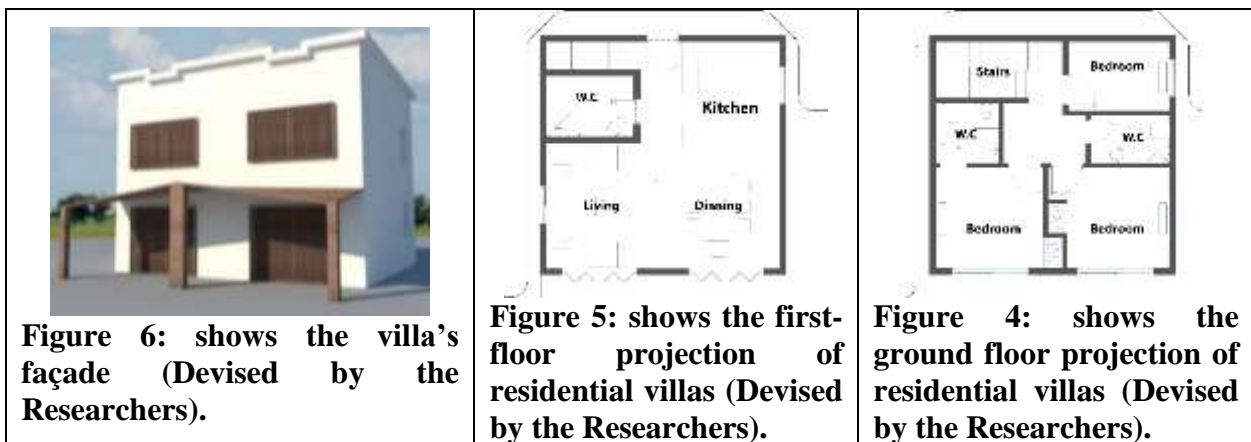 W.C
Kitchen
Living
Dinning
Stairs
Bedroom
W.C
W.C
Bedroom
Bedroom
Figure 6: shows the villa’s
façade (Devised by the
Researchers).
Figure 5: shows the first-
floor projection of
residential villas (Devised
by the Researchers).
Figure 4: shows the
ground floor projection of
residential villas (Devised
by the Researchers).